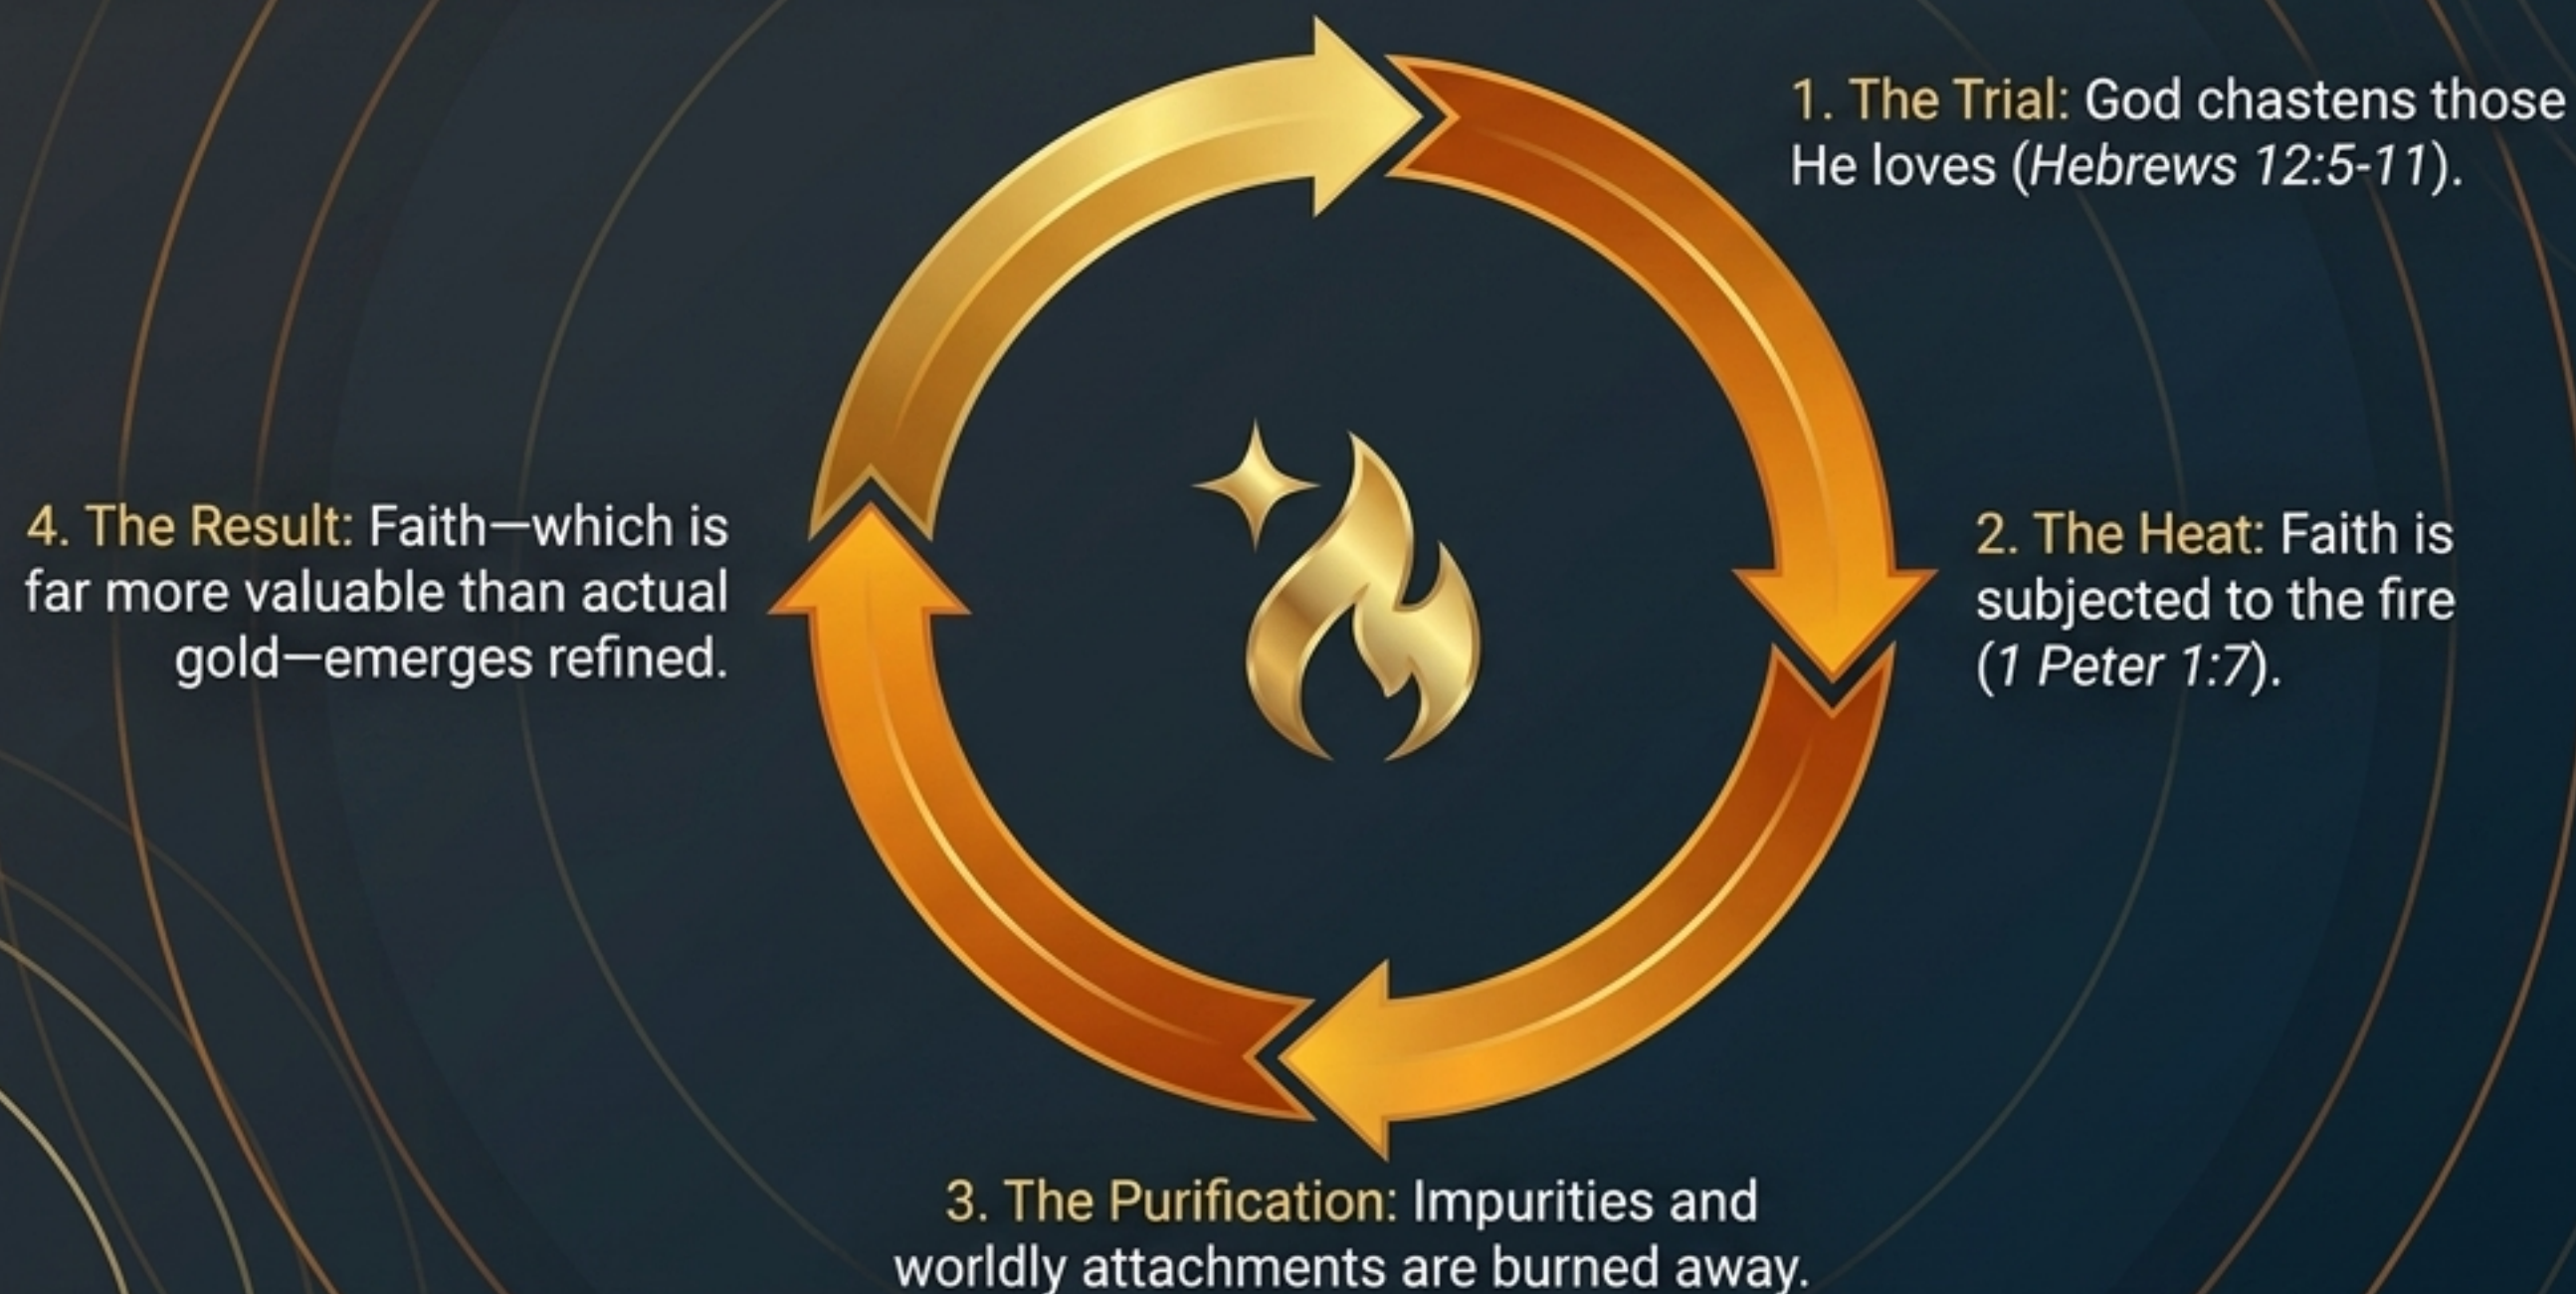 1. The Trial: God chastens those
He loves (Hebrews 12:5-11).
2. The Heat: Faith is
subjected to the fire
(1 Peter 1:7).
3. The Purification: Impurities and
worldly attachments are burned away.
4. The Result: Faith—which is
far more valuable than actual
gold—emerges refined.